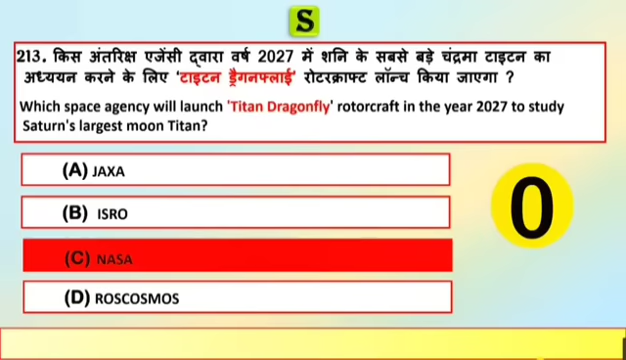 S
213. किस अंतरिक्ष एजेंसी द्वारा वर्ष 2027 में शनि के सबसे बड़े चंद्रमा टाइटन का
अध्ययन करने के लिए 'टाइटन ड्रैगनफ्लाई' रोटरक्राफ्ट लॉन्च किया जाएगा ?
Which space agency will launch 'Titan Dragonfly' rotorcraft in the year 2027 to study
Saturn's largest moon Titan?
(A) JAXA
(B) ISRO
0
(C) NASA
(D) ROSCOSMOS